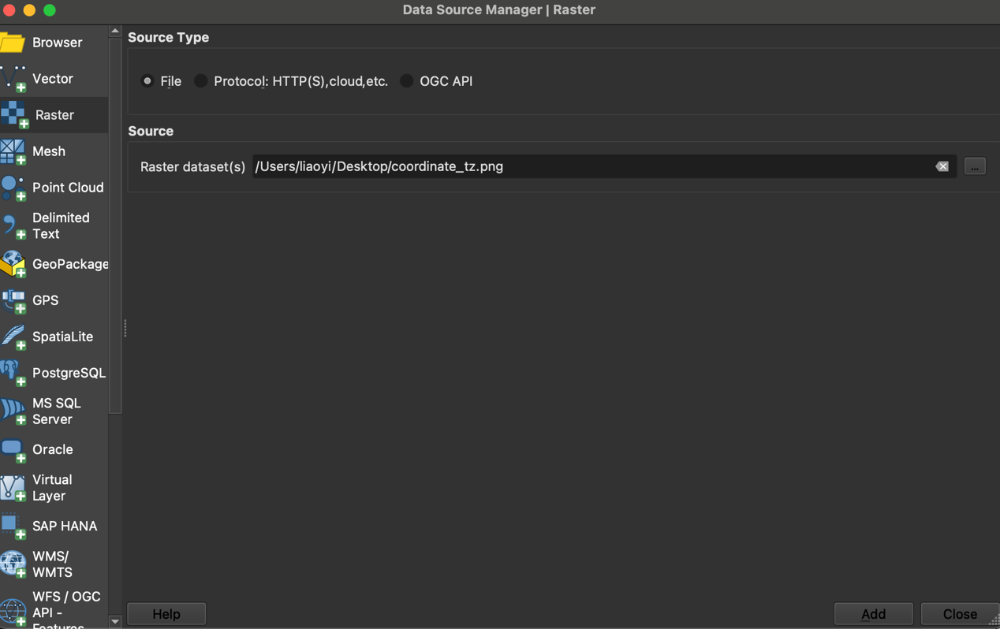 Data Source Manager | Raster
Browser
Vector
Raster
Mesh
Point Cloud
Delimited
Text
GeoPackage
GPS
SpatiaLite
PostgreSQL
MS SQL
Server
Oracle
Virtual
Layer
SAP HANA
WMS/
WMTS
WFS / OGC
API -
Features
Source Type
File Protocol: HTTP(S),cloud,etc. OGC API
Source
Raster dataset(s) /Users/liaoyi/Desktop/coordinate_tz.png ...
Help Add Close